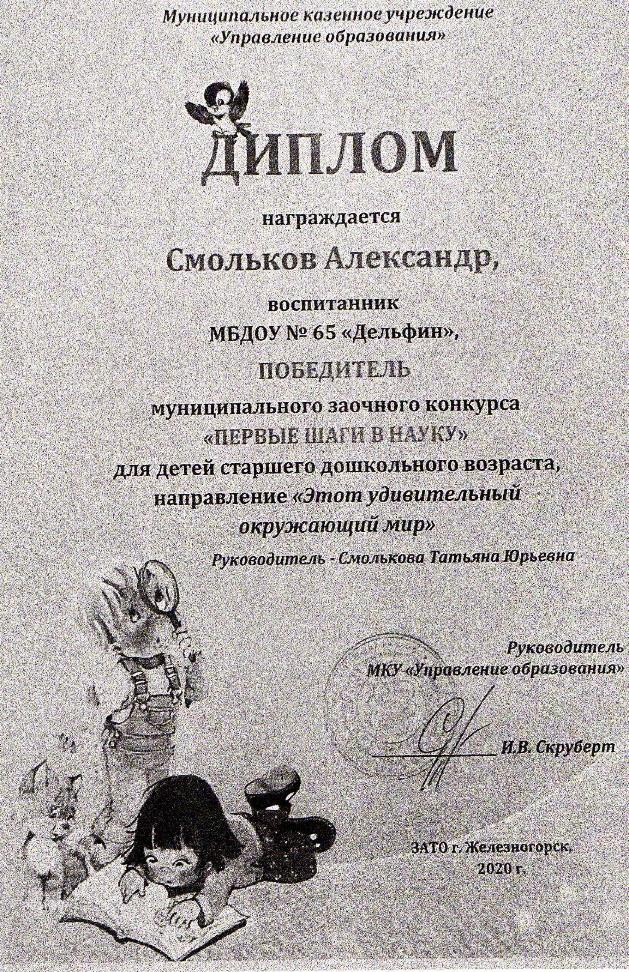 Муниципальное казенное учреждение
«Управление образования»
ДИПЛОМ
награждается
Смольков Александр,
воспитанник
МБДОУ № 65 «Дельфин»,
ПОБЕДИТЕЛЬ
муниципального заочного конкурса
«ПЕРВЫЕ ШАГИ В НАУКУ»
для детей старшего дошкольного возраста,
направление «Этот удивительный
окружающий мир»
Руководитель - Смолькова Татьяна Юрьевна
Руководитель
МКУ «Управление образования»
И.В. Скруберт
ЗАТО г. Железногорск,
2020 г.